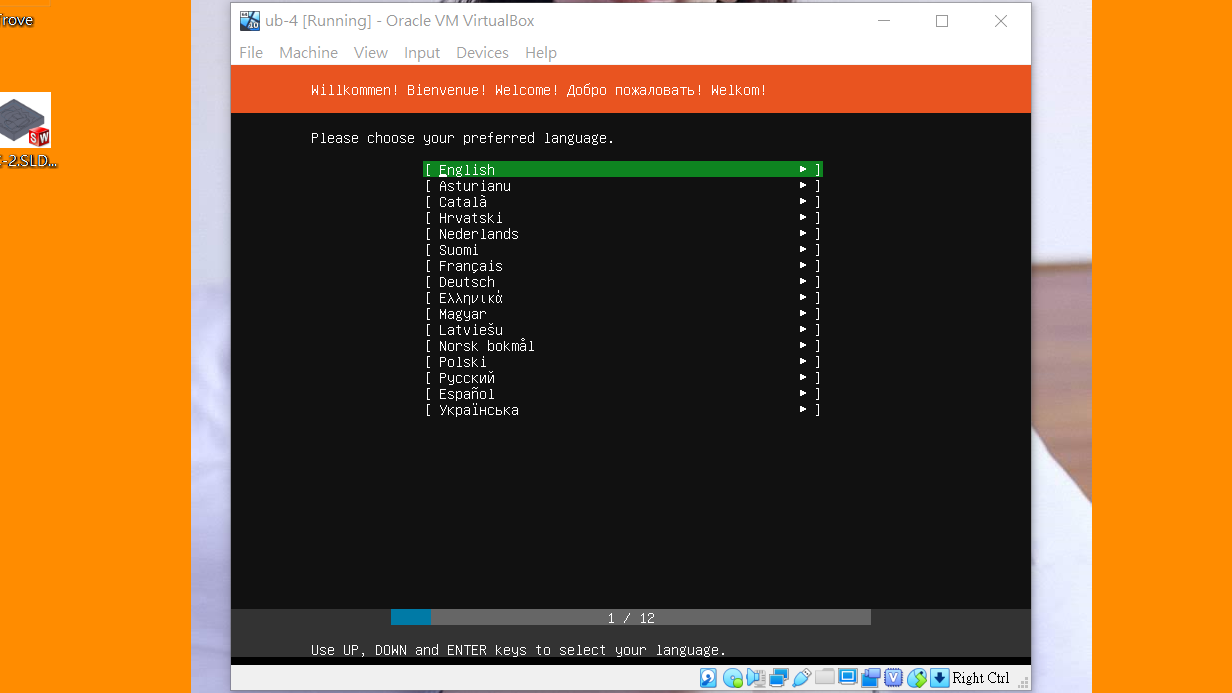 rove
-2.SLD...
ub-4 [Running] - Oracle VM VirtualBox
File Machine View Input Devices Help
Willkommen! Bienvenue! Welcome! Добро пожаловать! Welkom!
Please choose your preferred language.
[ English ▸ ]
[ Asturianu ▸ ]
[ Català ▸ ]
[ Hrvatski ▸ ]
[ Nederlands ▸ ]
[ Suomi ▸ ]
[ Français ▸ ]
[ Deutsch ▸ ]
[ Ελληνικά ▸ ]
[ Magyar ▸ ]
[ Latviešu ▸ ]
[ Norsk bokmål ▸ ]
[ Polski ▸ ]
[ Русский ▸ ]
[ Español ▸ ]
[ Українська ▸ ]
1 / 12
Use UP, DOWN and ENTER keys to select your language.
Right Ctrl